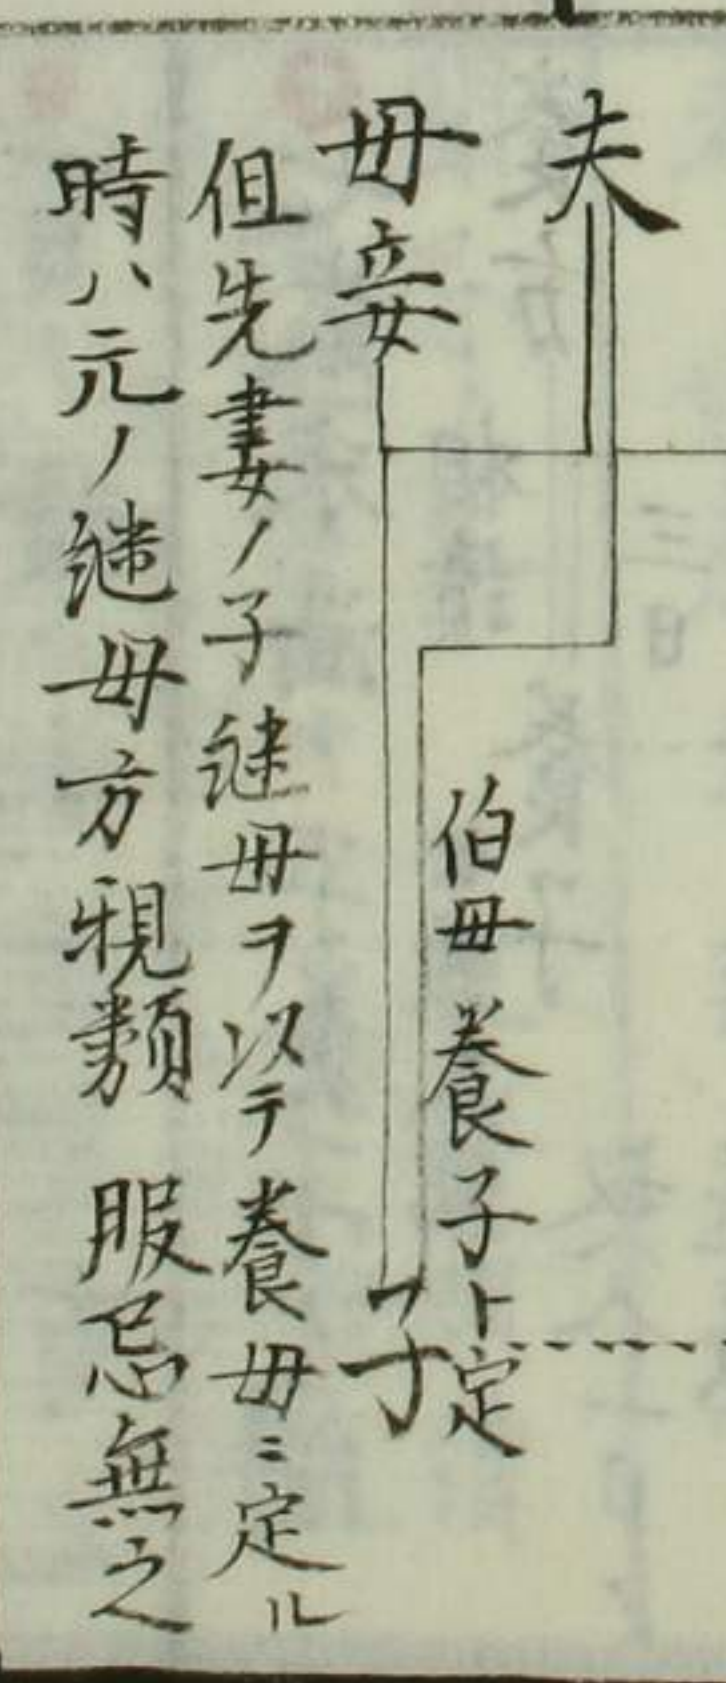 夫
伯母養子ト定
子
母妾
但先妻ノ子継母ヲ以テ養母ニ定ル
時ハ元ノ継母方親類 服忌無之